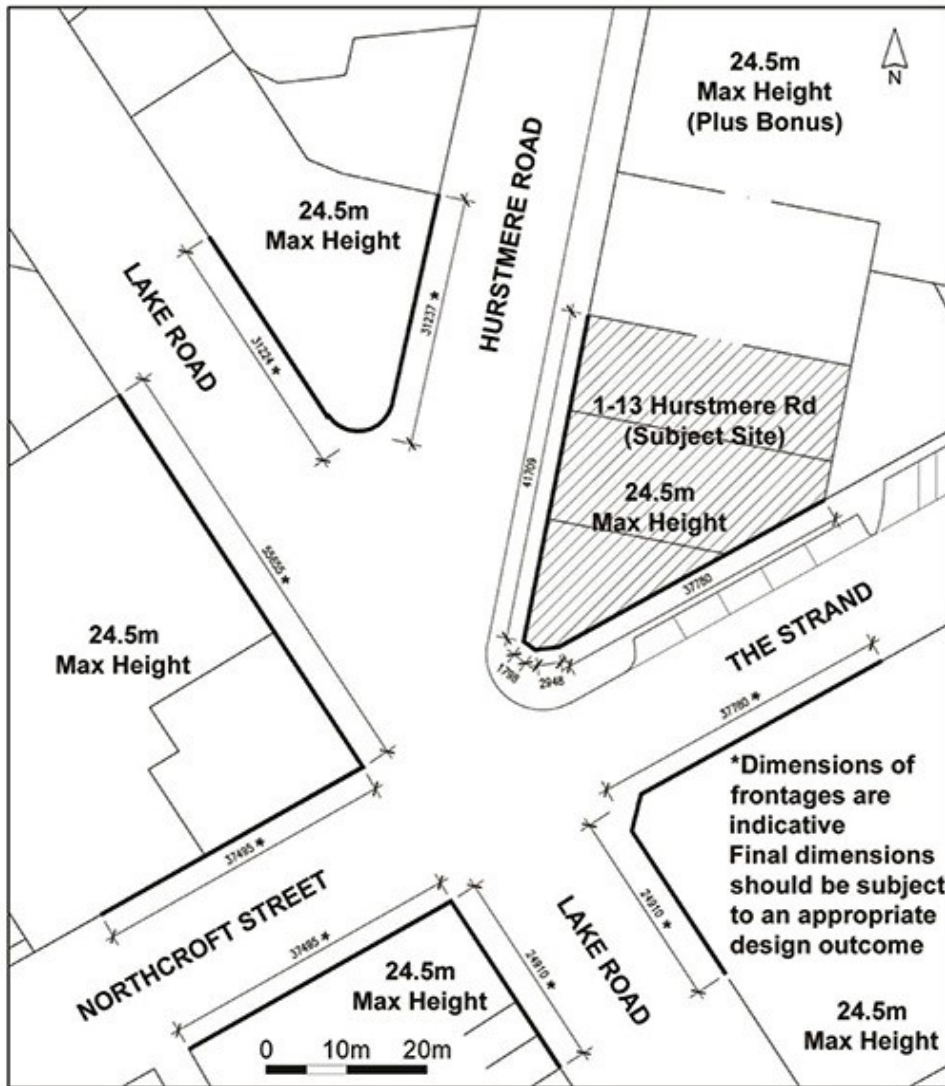 24.5m
Max Height
(Plus Bonus)
N
24.5m
Max Height
HURSTMERE ROAD
LAKE ROAD
31224 *
31237 *
1-13 Hurstmere Rd
(Subject Site)
24.5m
Max Height
41709
55655 *
37780
THE STRAND
24.5m
Max Height
1798
2948
37780 *
*Dimensions of
frontages are
indicative
Final dimensions
should be subject
to an appropriate
design outcome
37495 *
24910 *
NORTHCROFT STREET
37495 *
24910 *
LAKE ROAD
24.5m
Max Height
24.5m
Max Height
0 10m 20m